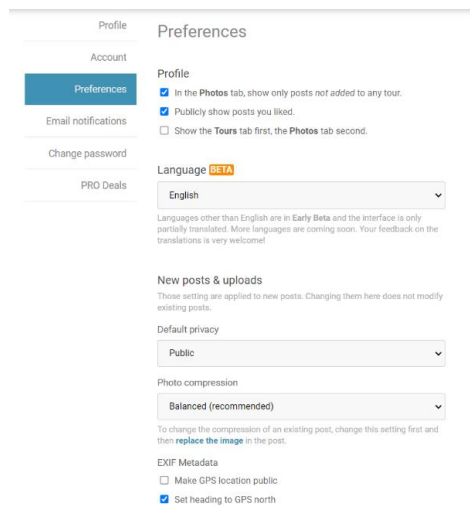 Profile
Account
Preferences
Email notifications
Change password
PRO Deals
Preferences
Profile
In the Photos tab, show only posts not added to any tour.
Publicly show posts you liked.
Show the Tours tab first, the Photos tab second.
Language BETA
English
Languages other than English are in Early Beta and the interface is only
partially translated. More languages are coming soon. Your feedback on the
translations is very welcome!
New posts & uploads
Those setting are applied to new posts. Changing them here does not modify
existing posts.
Default privacy
Public
Photo compression
Balanced (recommended)
To change the compression of an existing post, change this setting first and
then replace the image in the post.
EXIF Metadata
Make GPS location public
Set heading to GPS north